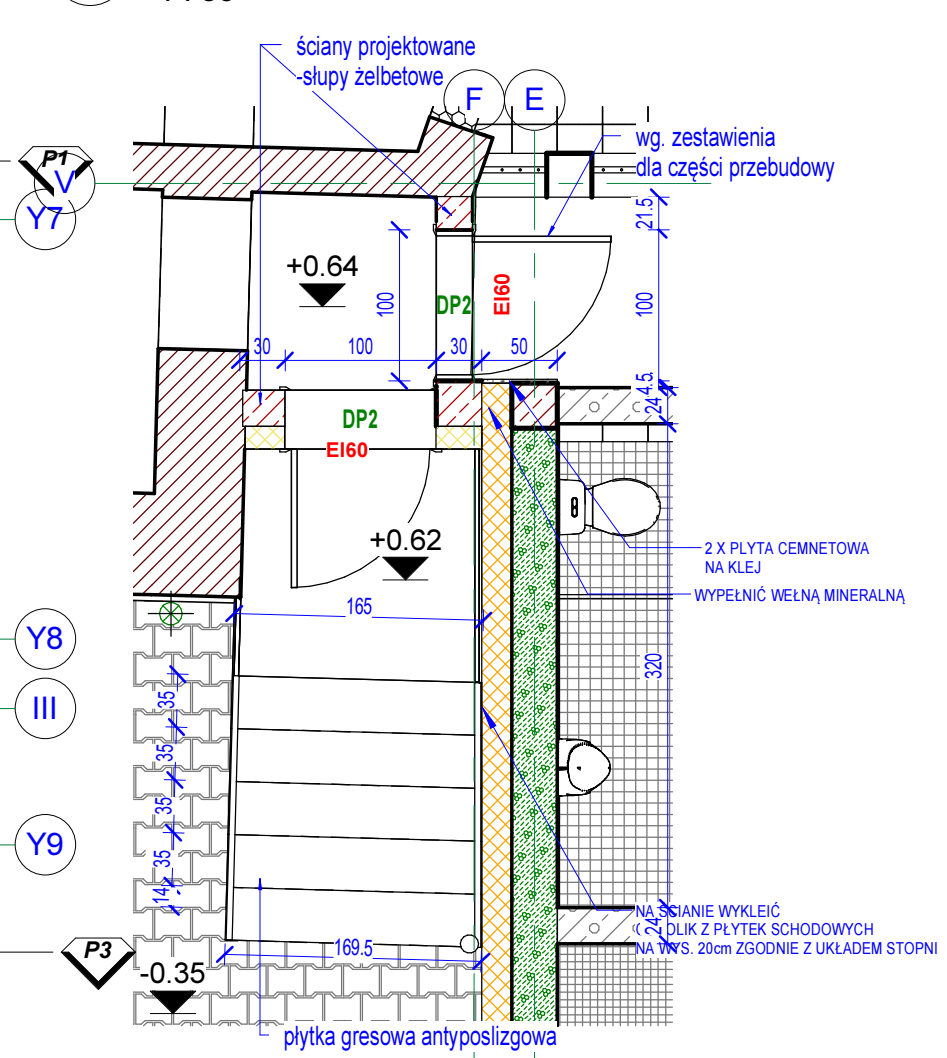 ściany projektowane
-słupy żelbetowe
F
E
wg. zestawienia
dla części przebudowy
P1
V
Y7
21.5
+0.64
100
DP2
EI60
100
30
100
30
50
4.5
24
DP2
EI60
+0.62
2 X PLYTA CEMNETOWA
NA KLEJ
WYPEŁNIĆ WEŁNĄ MINERALNĄ
165
Y8
320
III
35
35
35
35
14
Y9
NA ŚCIANIE WYKLEIĆ
DLIK Z PŁYTEK SCHODOWYCH
NA WYS. 20cm ZGODNIE Z UKŁADEM STOPNI
24
P3
169.5
-0.35
płytka gresowa antyposlizgowa